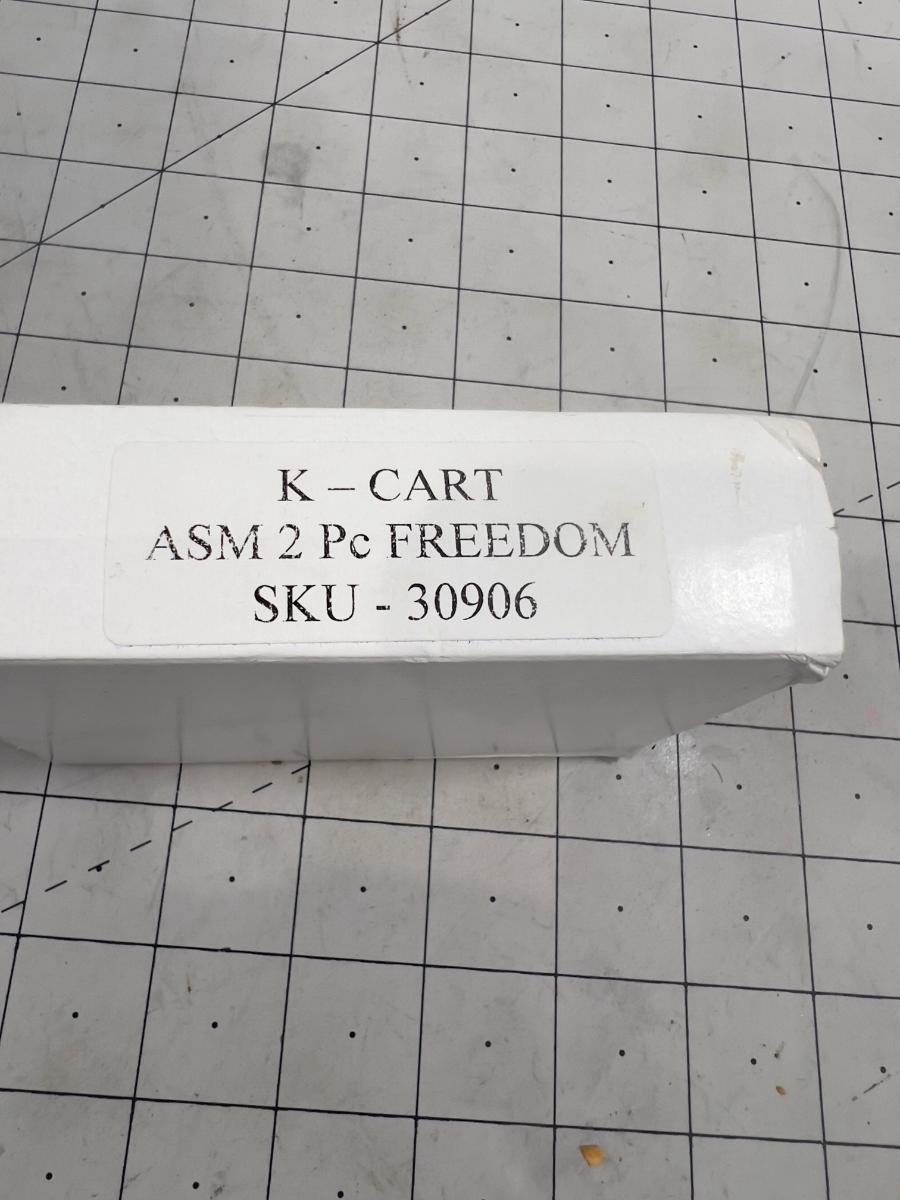 K – CART
ASM 2 Pc FREEDOM
SKU - 30906